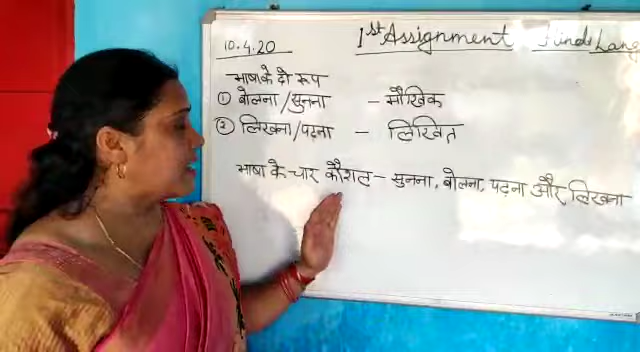 10.4.20
1st Assignment Hindi Lang
भाषा के दो रूप
① बोलना/सुनना - मौखिक
② लिखना/पढ़ना - लिखित
भाषा के चार कौशल - सुनना, बोलना, पढ़ना और लिखना